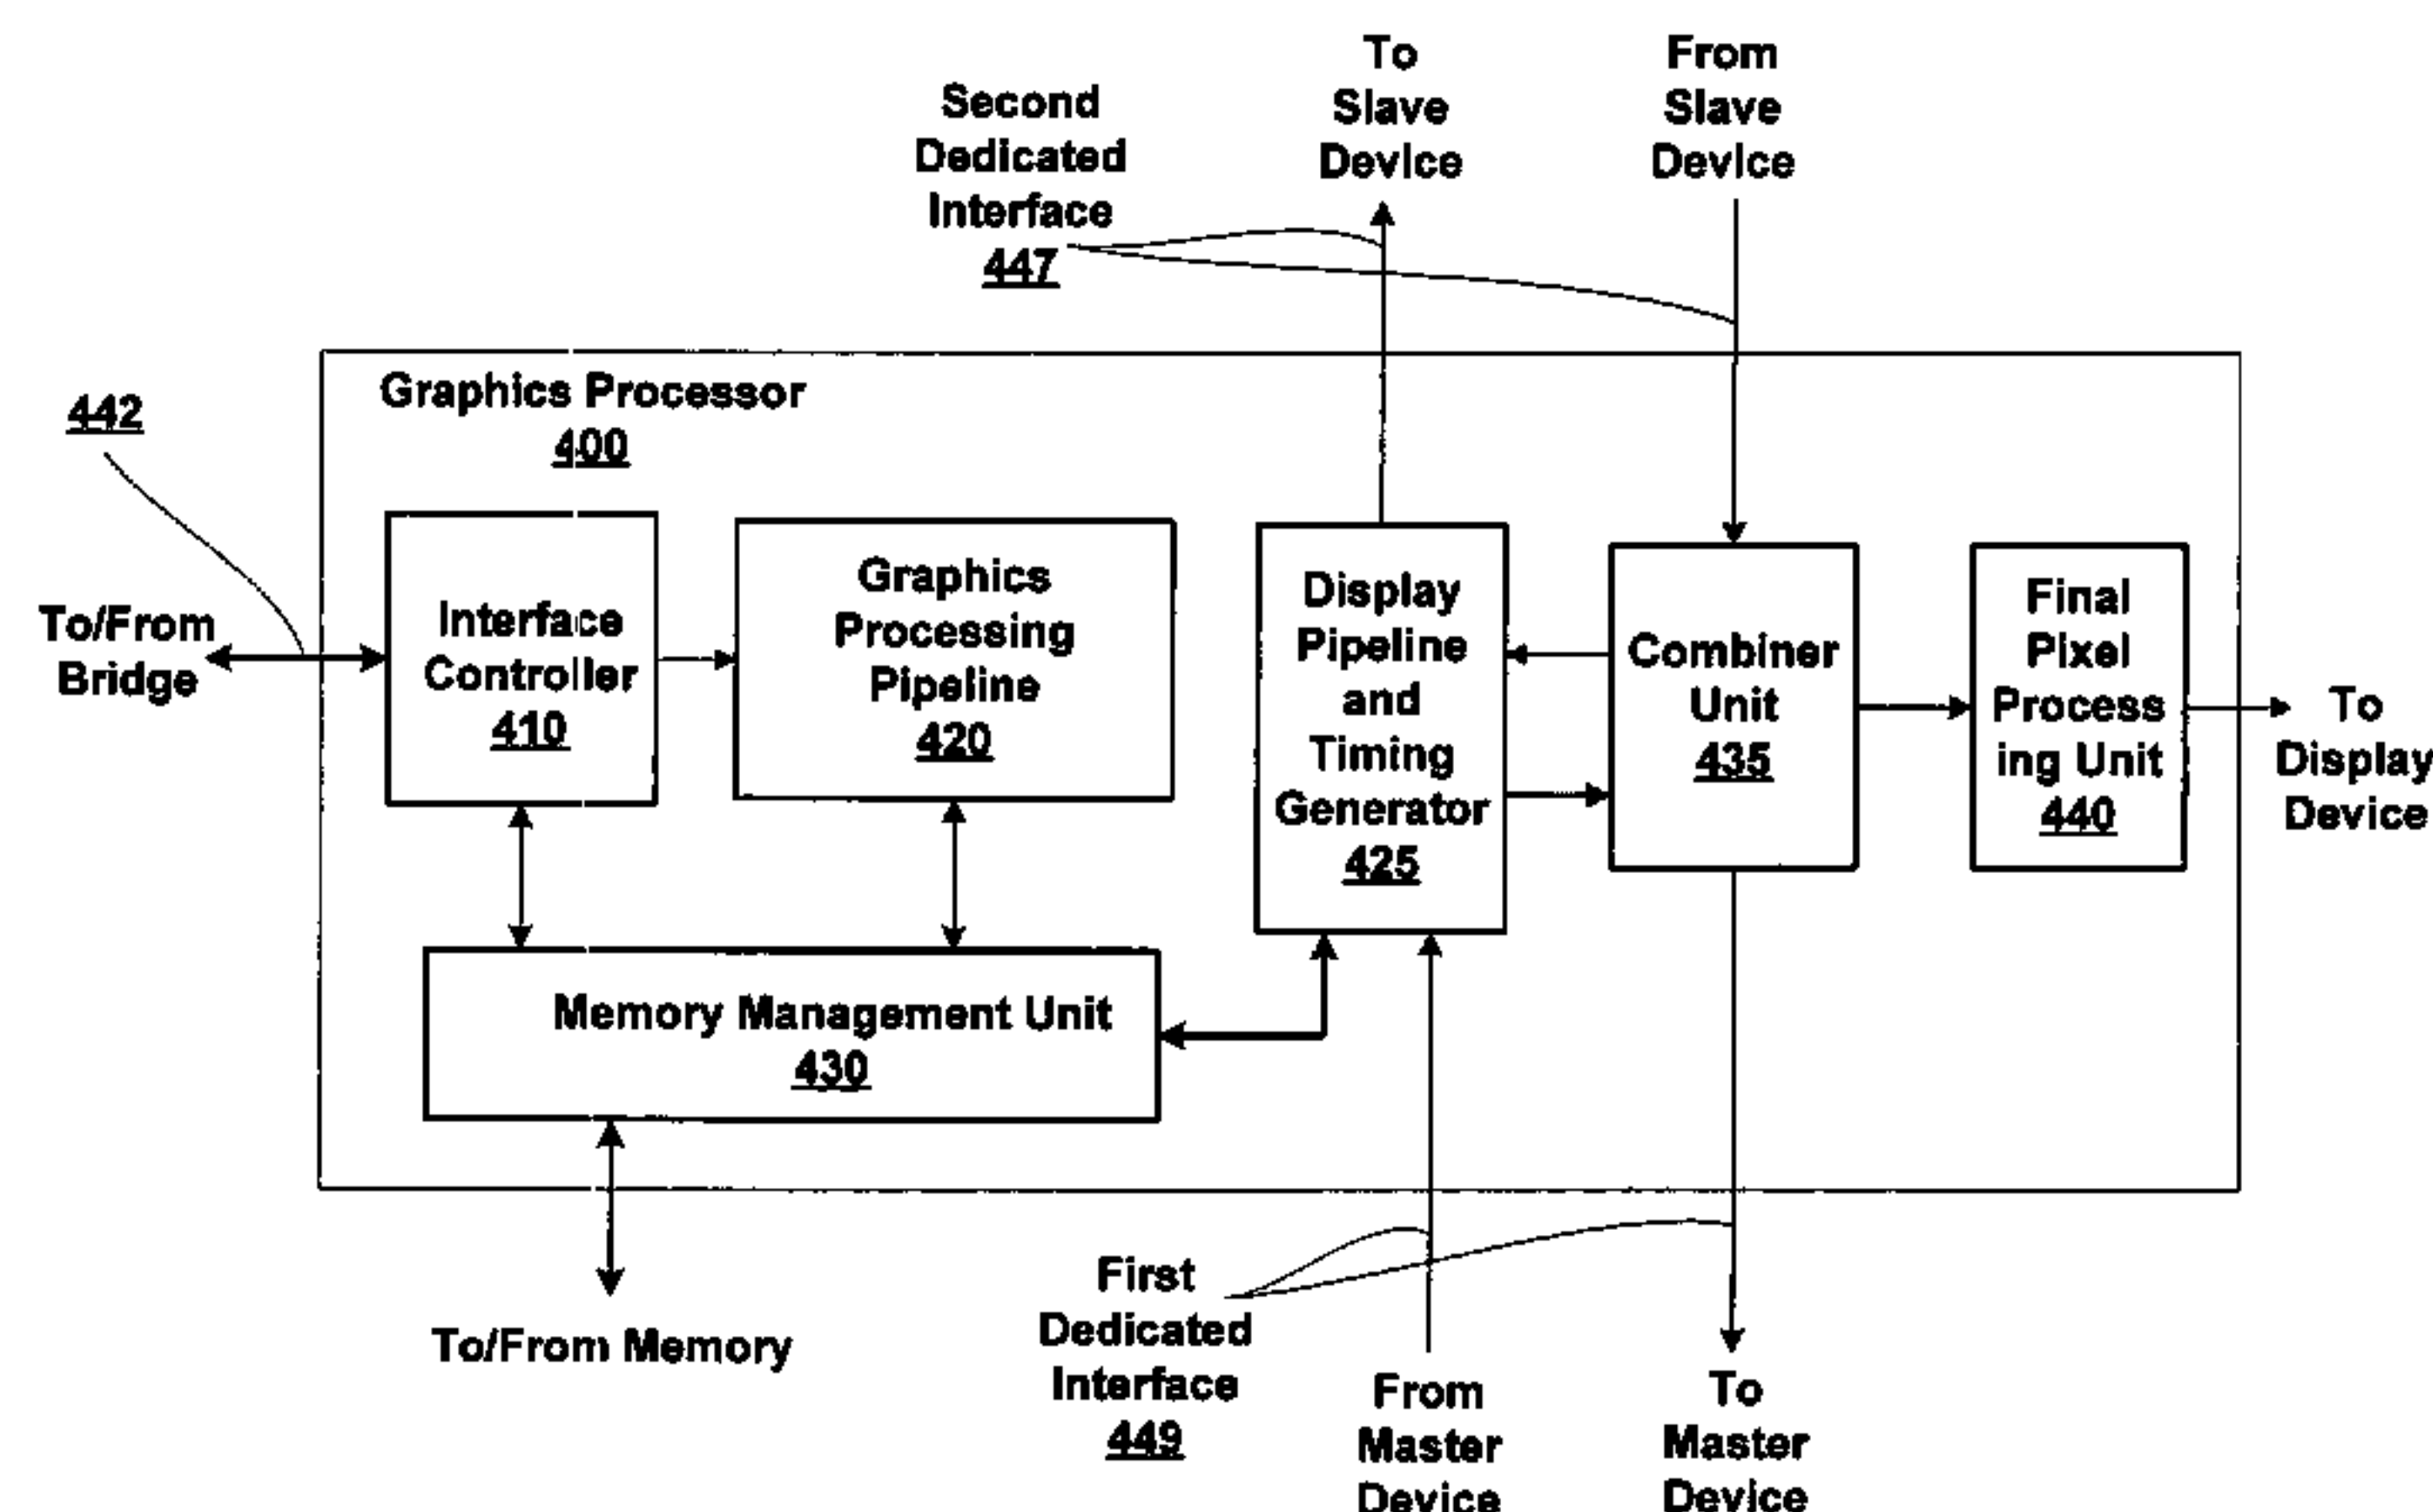 Second
Dedicated
Interface
447
To
Slave
Device
From
Slave
Device
442
Graphics Processor
400
To/From
Bridge
Interface
Controller
410
Graphics
Processing
Pipeline
420
Display
Pipeline
and
Timing
Generator
425
Combiner
Unit
435
Final
Pixel
Process
ing Unit
440
To
Display
Device
Memory Management Unit
430
To/From Memory
First
Dedicated
Interface
449
From
Master
Device
To
Master
Device